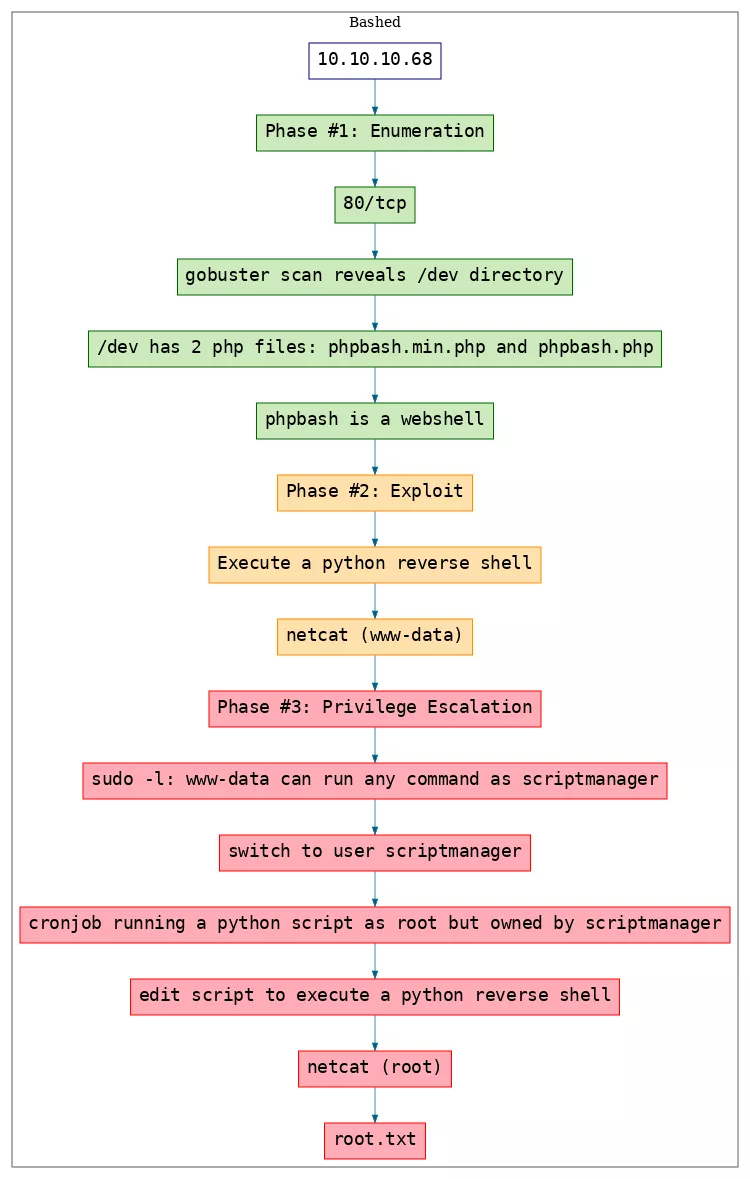 Bashed
10.10.10.68
Phase #1: Enumeration
80/tcp
gobuster scan reveals /dev directory
/dev has 2 php files: phpbash.min.php and phpbash.php
phpbash is a webshell
Phase #2: Exploit
Execute a python reverse shell
netcat (www-data)
Phase #3: Privilege Escalation
sudo -l: www-data can run any command as scriptmanager
switch to user scriptmanager
cronjob running a python script as root but owned by scriptmanager
edit script to execute a python reverse shell
netcat (root)
root.txt